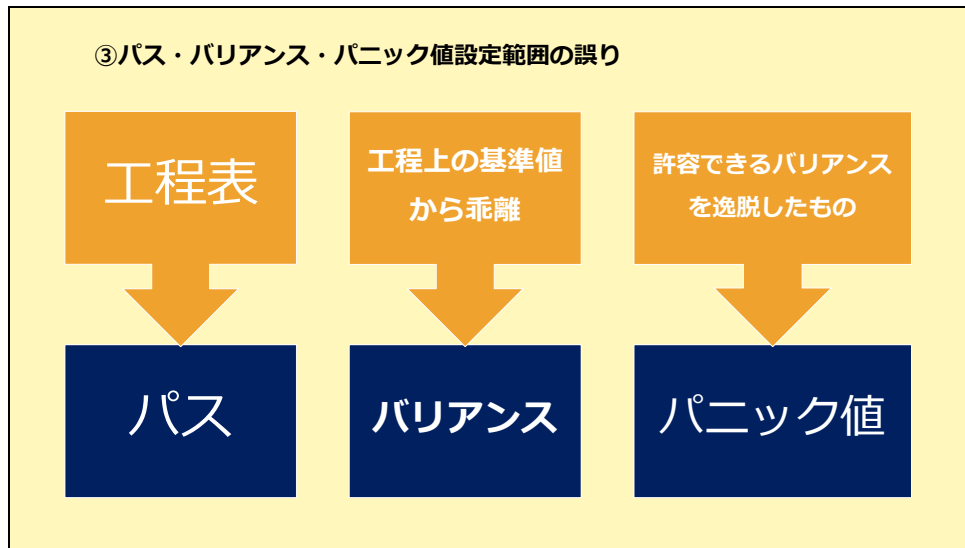 ③パス・バリアンス・パニック値設定範囲の誤り
工程表
工程上の基準値
から乖離
許容できるバリアンス
を逸脱したもの
パス
バリアンス
パニック値